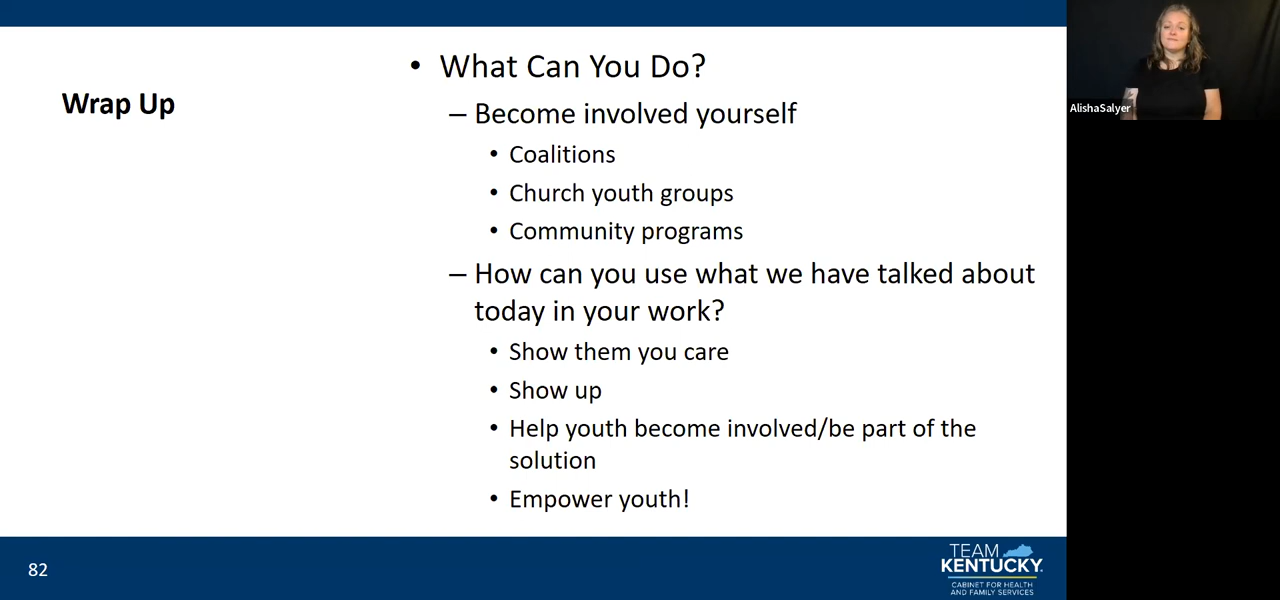 Wrap Up
• What Can You Do?
– Become involved yourself
• Coalitions
• Church youth groups
• Community programs
– How can you use what we have talked about
today in your work?
• Show them you care
• Show up
• Help youth become involved/be part of the
solution
• Empower youth!
82
TEAM
KENTUCKY.
CABINET FOR HEALTH
AND FAMILY SERVICES
AlishaSalyer